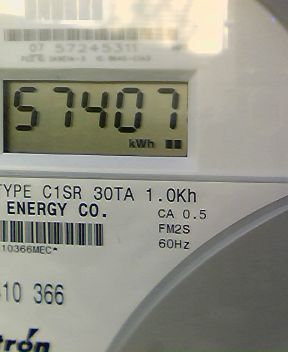 07 57245311
57407
kWh
TYPE C1SR 30TA 1.0Kh
ENERGY CO.
CA 0.5
FM2S
60Hz
10366MEC*
10 366
tron